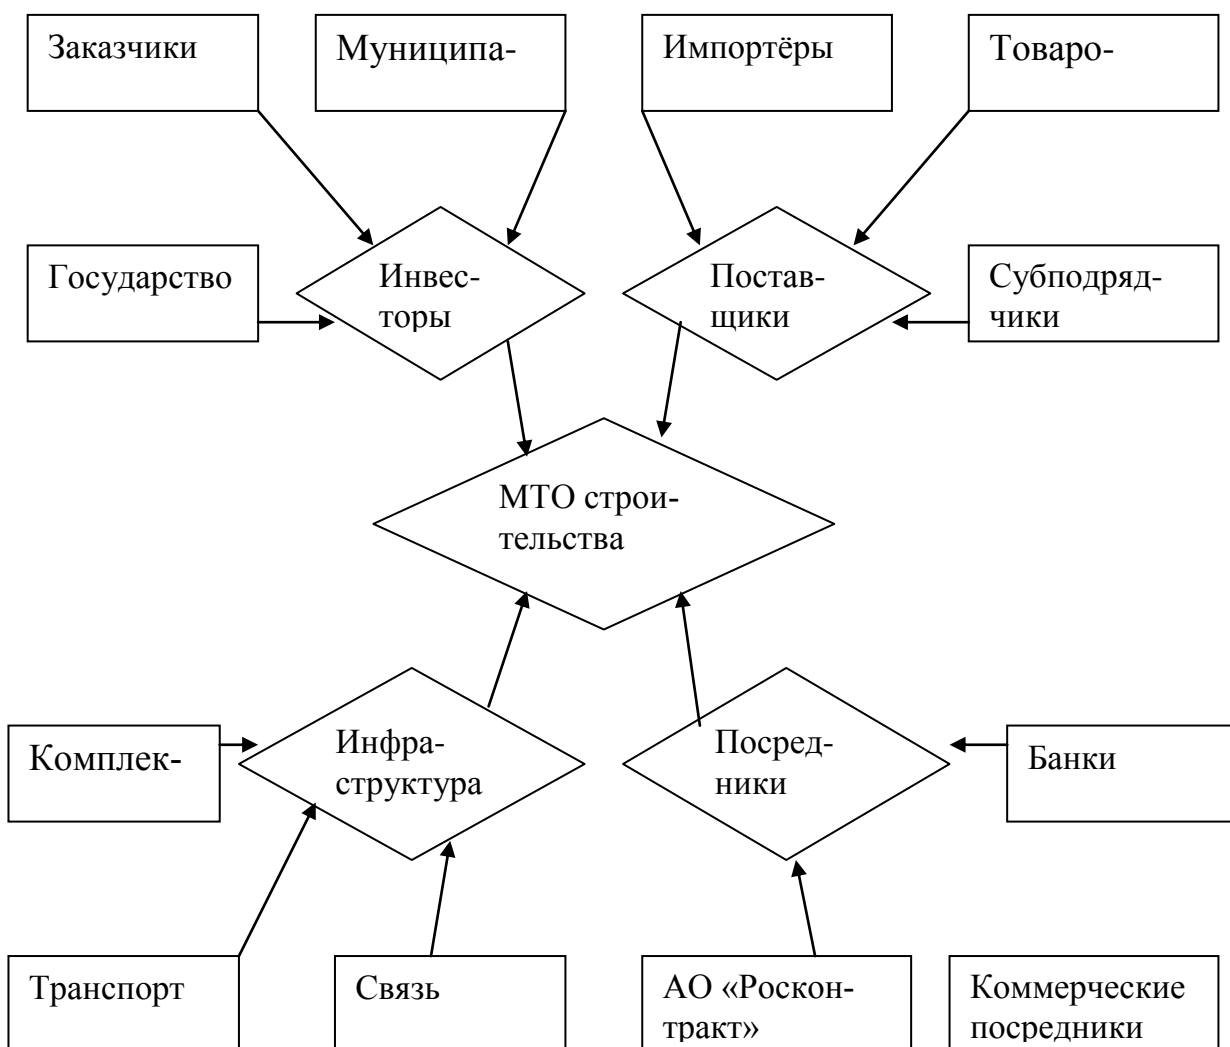 Заказчики
Муниципа-
Импортёры
Товаро-
Государство
Инвес-
торы
Постав-
щики
Субподряд-
чики
МТО строи-
тельства
Комплек-
Инфра-
структура
Посред-
ники
Банки
Транспорт
Связь
АО «Роскон-
тракт»
Коммерческие
посредники